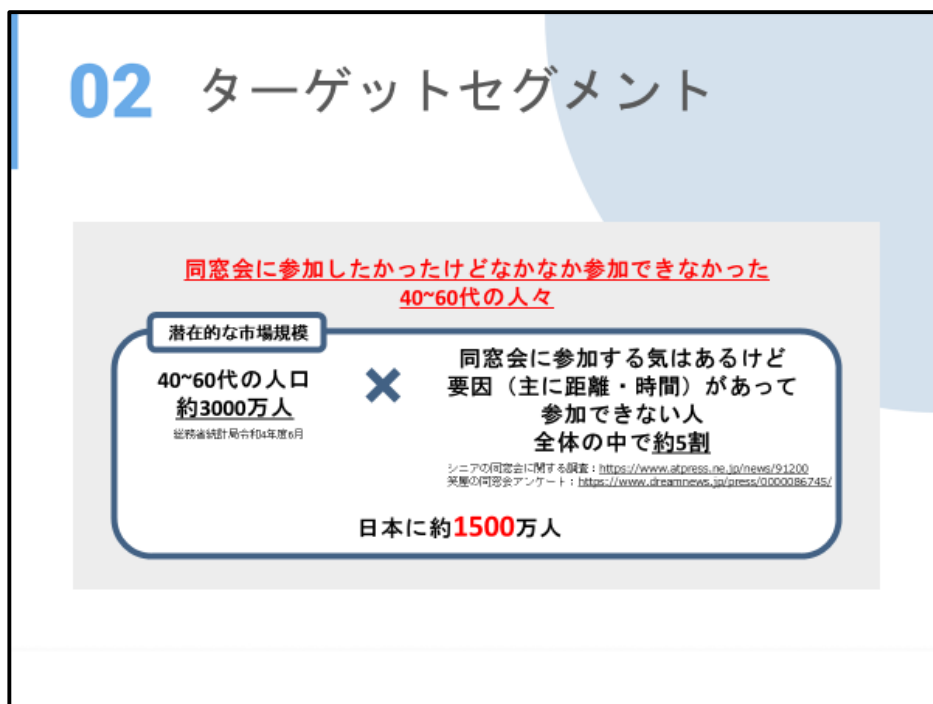 02 ターゲットセグメント
同窓会に参加したかったけどなかなか参加できなかった
40~60代の人々
潜在的な市場規模
40~60代の人口
約3000万人
総務省統計局令和4年度6月
×
同窓会に参加する気はあるけど
要因（主に距離・時間）があって
参加できない人
全体の中で約5割
シニアの同窓会に関する調査：https://www.atpress.ne.jp/news/91200
笑屋の同窓会アンケート：https://www.dreamnews.jp/press/0000086745/
日本に約1500万人